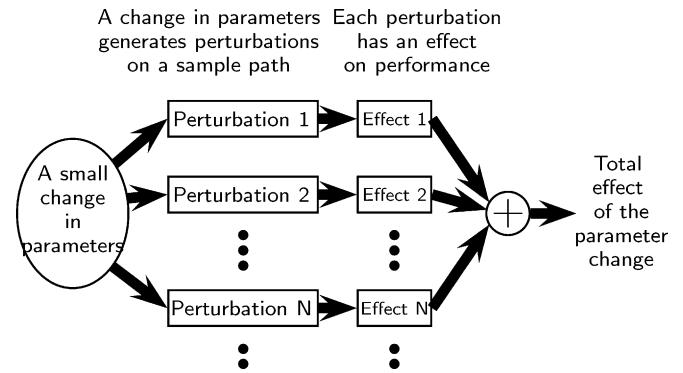 A change in parameters
generates perturbations
on a sample path
Each perturbation
has an effect
on performance
A small
change
in
parameters
Perturbation 1
Effect 1
Perturbation 2
Effect 2
Perturbation N
Effect N
+
Total
effect
of the
parameter
change